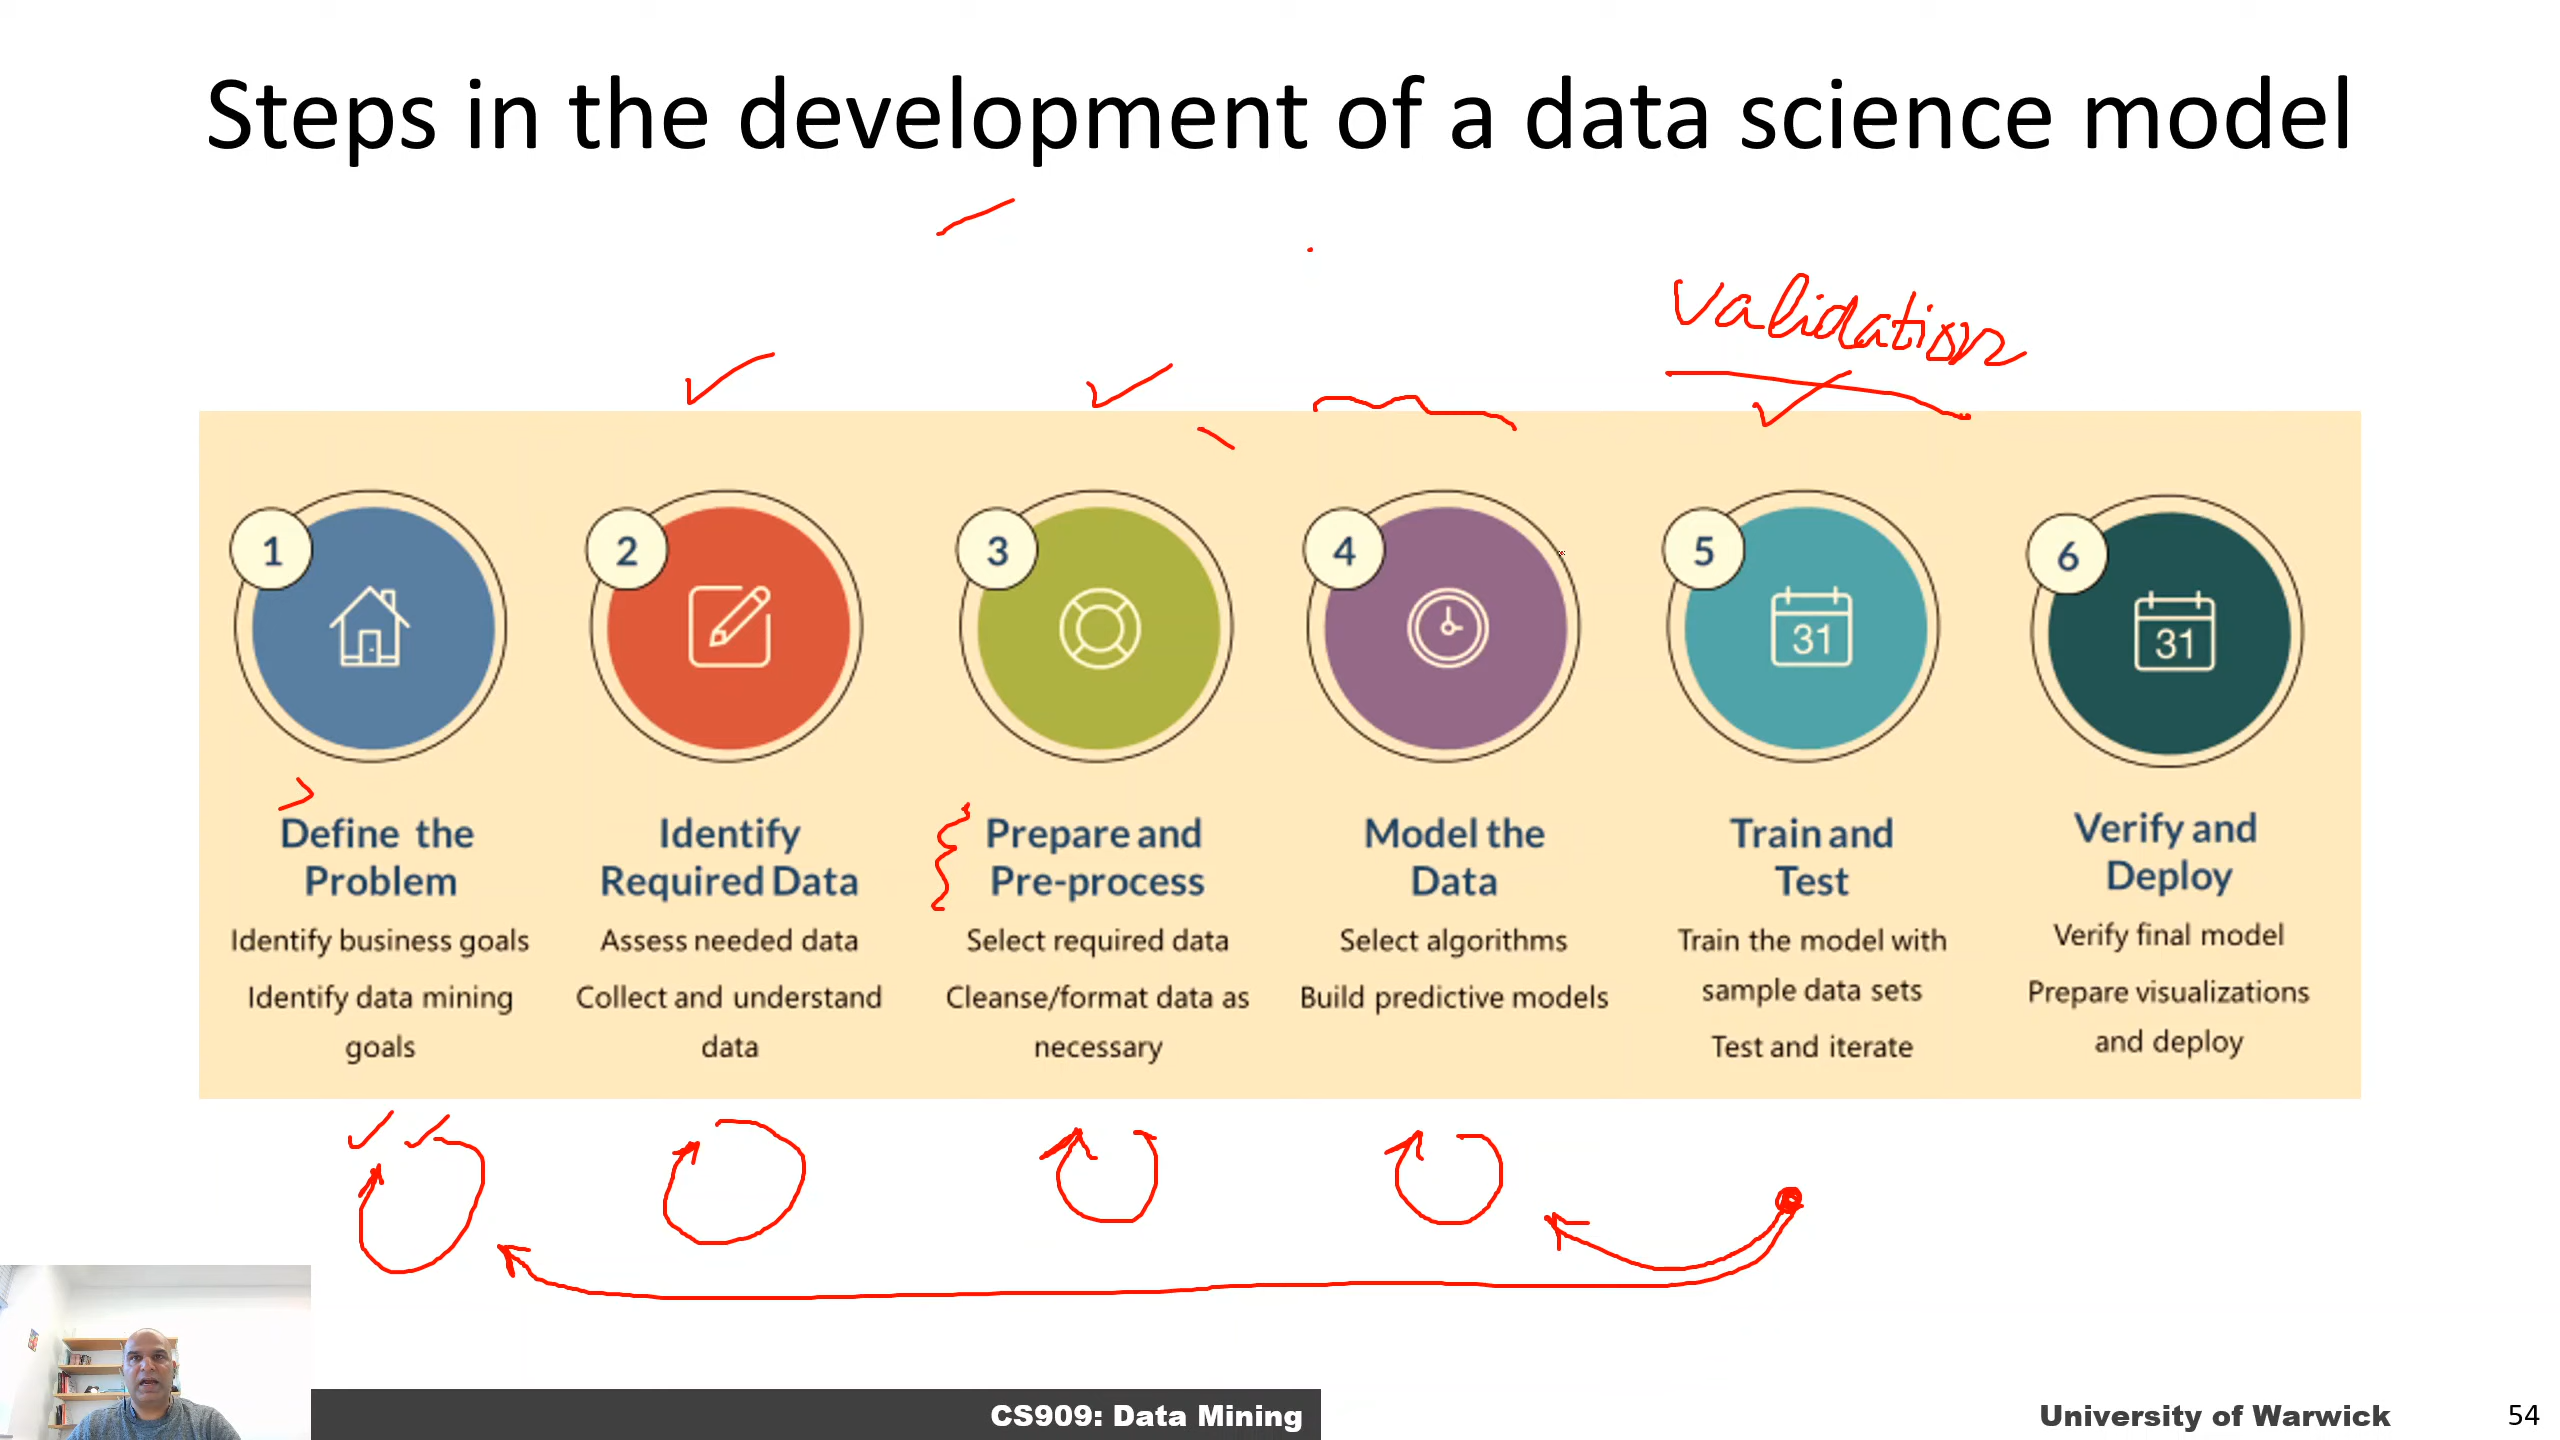 Steps in the development of a data science model
validation
1
2
3
4
5
6
31
31
Define the
Problem
Identify business goals
Identify data mining
goals
Identify
Required Data
Assess needed data
Collect and understand
data
Prepare and
Pre-process
Select required data
Cleanse/format data as
necessary
Model the
Data
Select algorithms
Build predictive models
Train and
Test
Train the model with
sample data sets
Test and iterate
Verify and
Deploy
Verify final model
Prepare visualizations
and deploy
CS909: Data Mining
University of Warwick
54